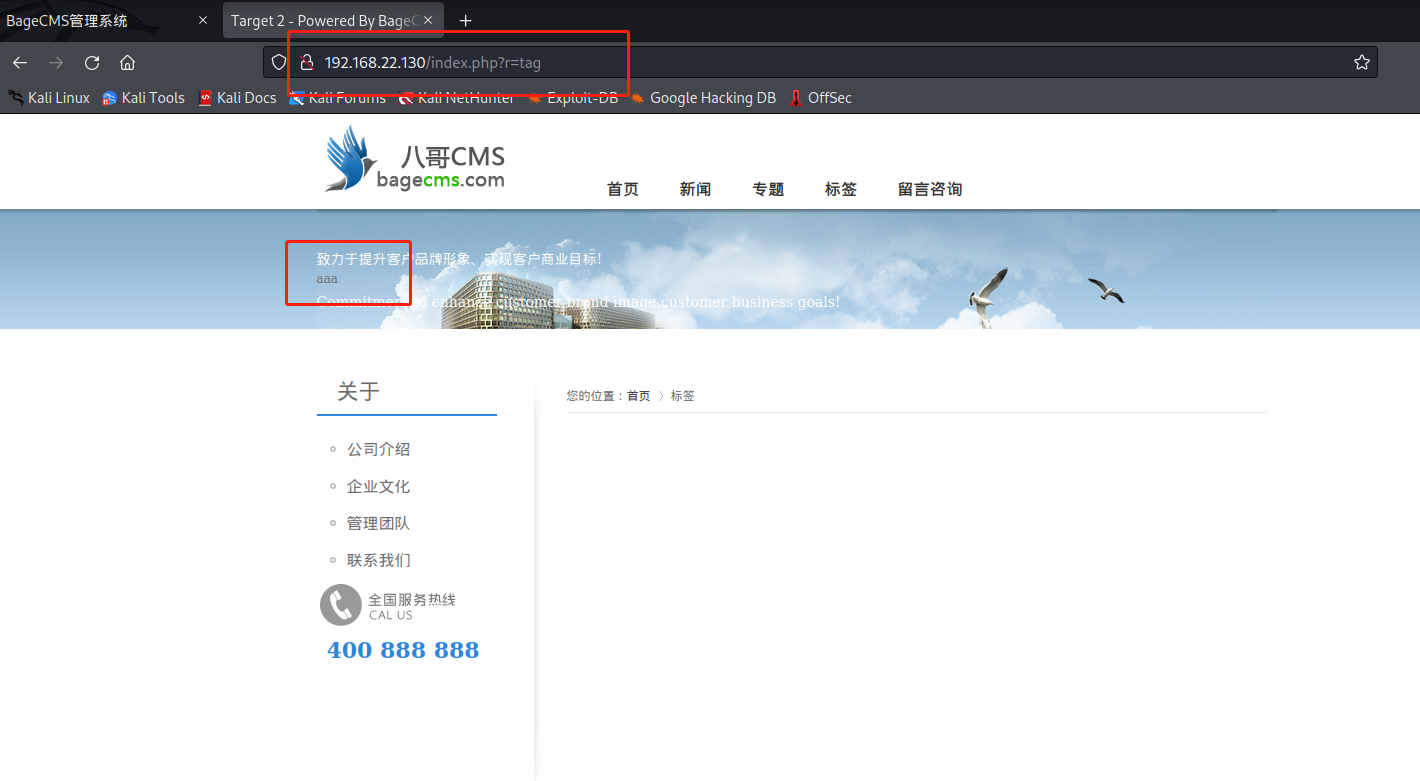 BageCMS管理系统
Target 2 - Powered By BageC
192.168.22.130/index.php?r=tag
Kali Linux Kali Tools Kali Docs Kali Forums Kali NetHunter Exploit-DB Google Hacking DB OffSec
八哥CMS
bagecms.com
首页 新闻 专题 标签 留言咨询
致力于提升客户品牌形象、实现客户商业目标!
aaa
Commitment to enhance customer brand image,customer business goals!
关于
您的位置：首页 〉标签
公司介绍
企业文化
管理团队
联系我们
全国服务热线
CAL US
400 888 888